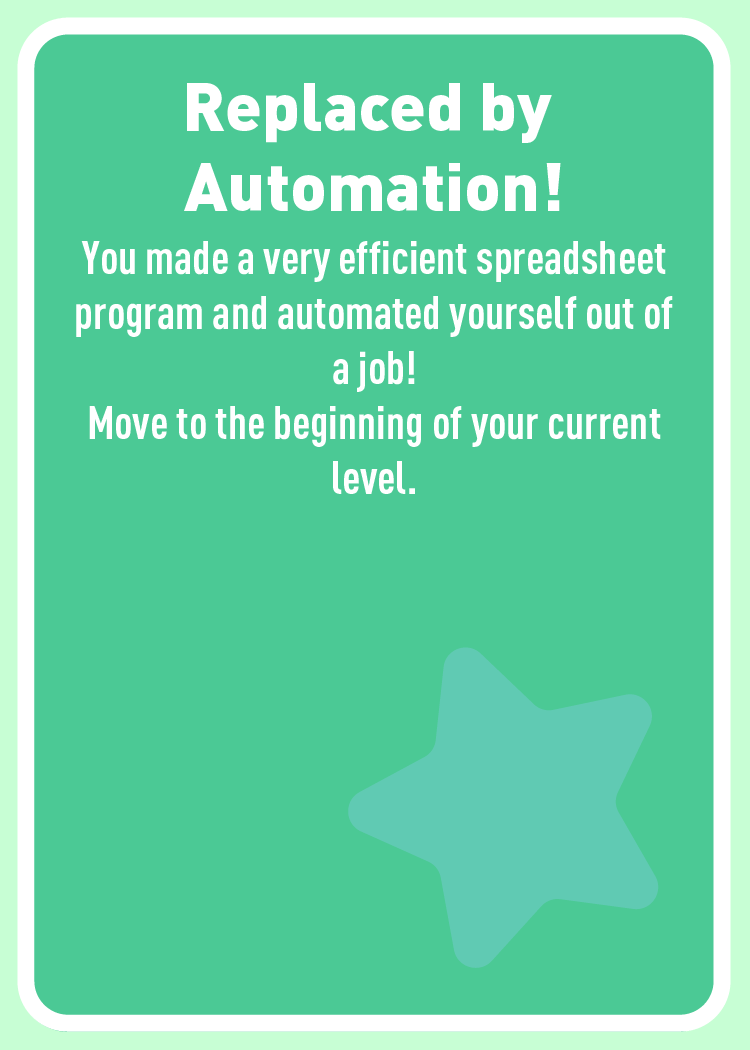 Replaced by
Automation!
You made a very efficient spreadsheet
program and automated yourself out of
a job!
Move to the beginning of your current
level.